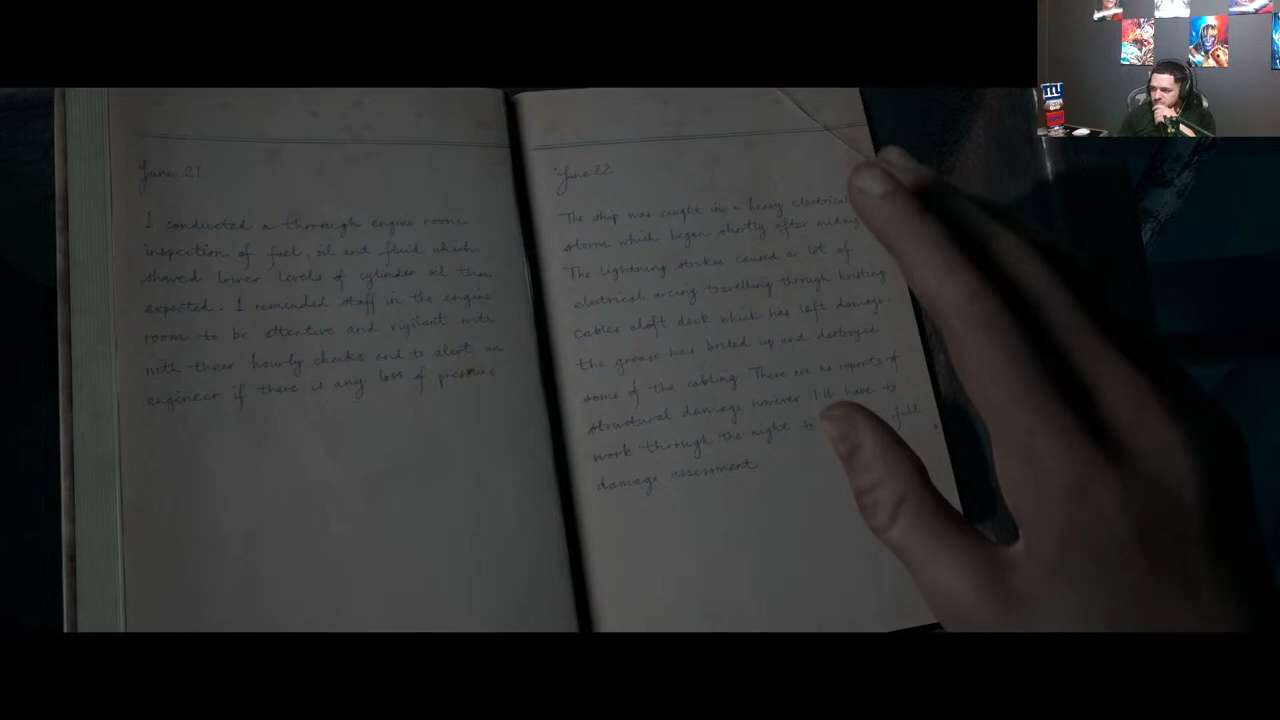 June 21
I conducted a thorough engine room
inspection of fuel, oil and fluid which
showed lower levels of cylinder oil than
expected. I reminded staff in the engine
room to be attentive and vigilant with
with their hourly checks and to alert an
engineer if there is any loss of pressure
June 22
The ship was caught in a heavy electrical
storm which began shortly after
The lightning strikes caused a lot of
electrical arcing travelling through hoisting
cables aloft deck which has left damage.
the grease has boiled up and destroyed
some of the cabling. There are no reports of
structural damage however I'll have to
work through the night to full
damage assessment.